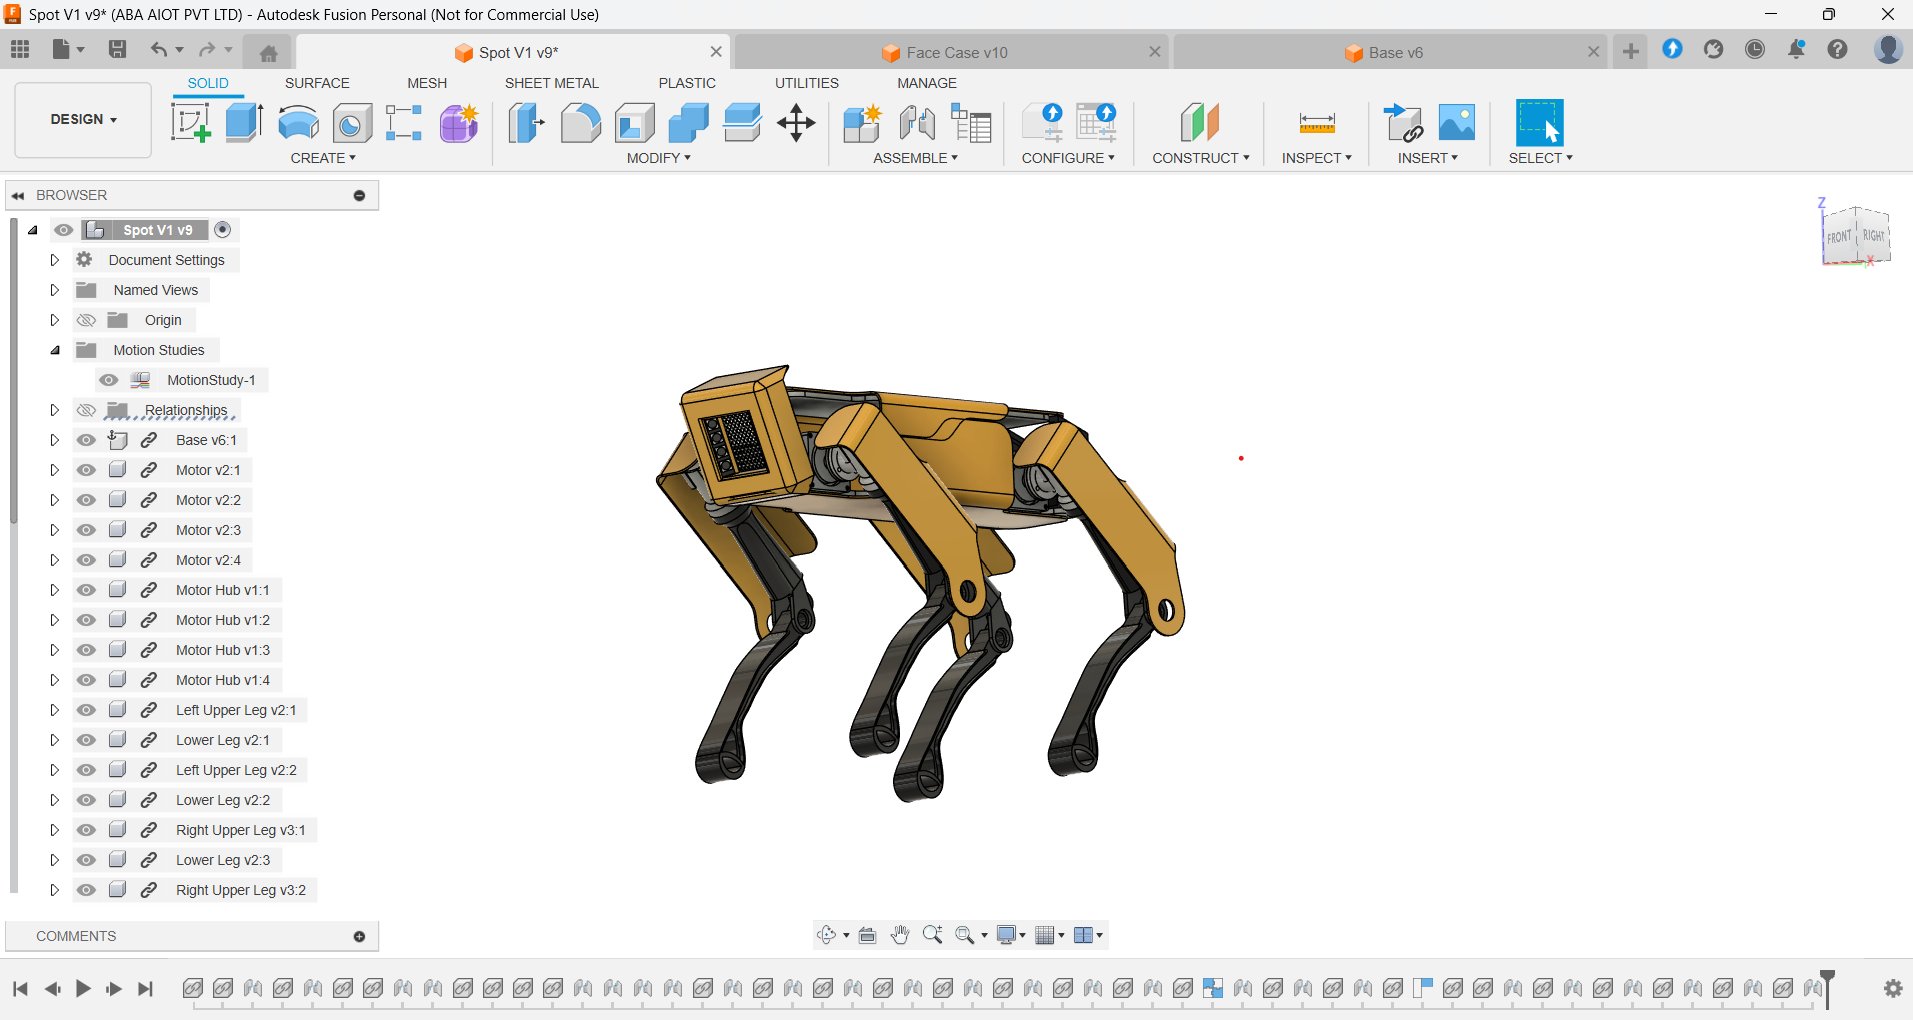 Spot V1 v9* (ABA AIOT PVT LTD) - Autodesk Fusion Personal (Not for Commercial Use)
Spot V1 v9*
Face Case v10
Base v6
SOLID
SURFACE
MESH
SHEET METAL
PLASTIC
UTILITIES
MANAGE
DESIGN
CREATE
MODIFY
ASSEMBLE
CONFIGURE
CONSTRUCT
INSPECT
INSERT
SELECT
BROWSER
Spot V1 v9
Document Settings
Named Views
Origin
Motion Studies
MotionStudy-1
Relationships
Base v6:1
Motor v2:1
Motor v2:2
Motor v2:3
Motor v2:4
Motor Hub v1:1
Motor Hub v1:2
Motor Hub v1:3
Motor Hub v1:4
Left Upper Leg v2:1
Lower Leg v2:1
Left Upper Leg v2:2
Lower Leg v2:2
Right Upper Leg v3:1
Lower Leg v2:3
Right Upper Leg v3:2
Z
FRONT
RIGHT
X
COMMENTS